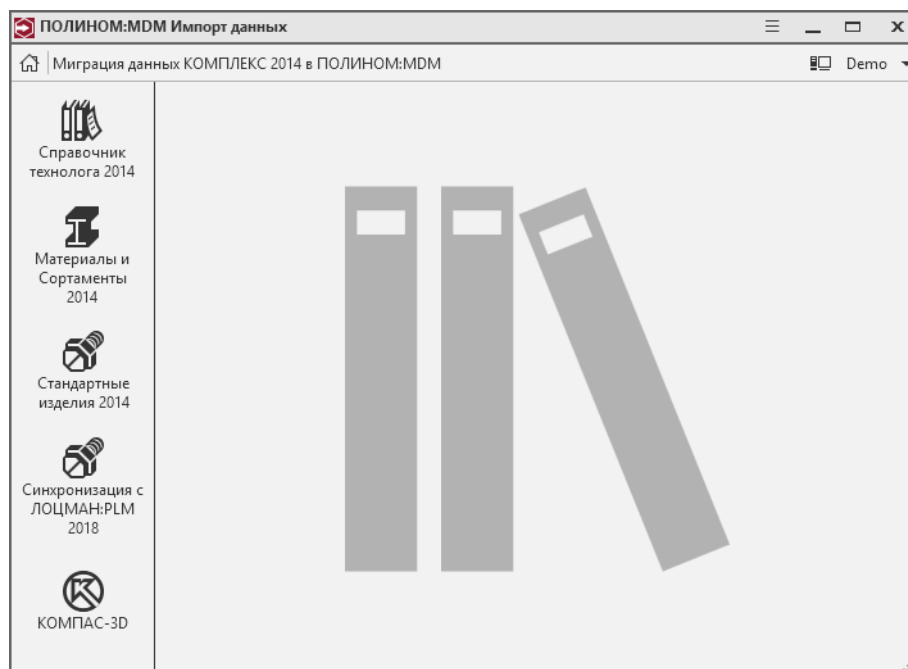 ПОЛИНОМ:MDM Импорт данных
Миграция данных КОМПЛЕКС 2014 в ПОЛИНОМ:MDM
Demo
Справочник
технолога 2014
Материалы и
Сортаменты
2014
Стандартные
изделия 2014
Синхронизация с
ЛОЦМАН:PLM
2018
КОМПАС-3D